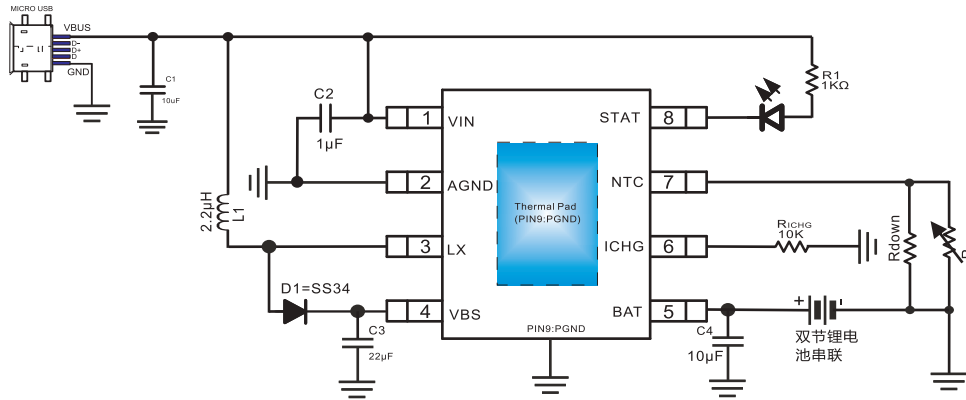 MICRO USB
VBUS
D-
D+
D
GND
C1
10uF
C2
1μF
2.2μH
L1
D1=SS34
C3
22μF
1
VIN
2
AGND
3
LX
4
VBS
Thermal Pad
(PIN9:PGND)
PIN9:PGND
STAT
8
NTC
7
ICHG
6
BAT
5
R1
1KΩ
RICHG
10K
Rdown
C4
10μF
+
-
双节锂电
池串联